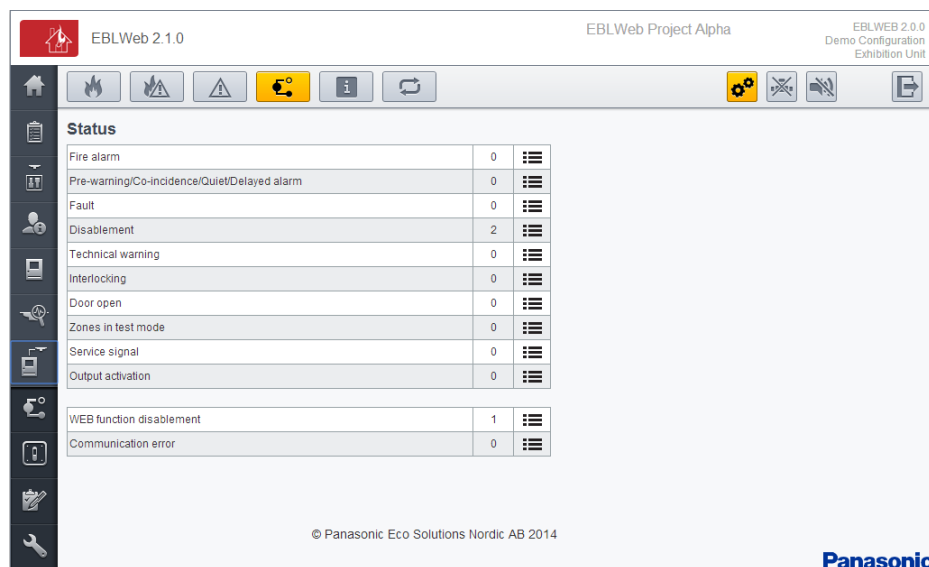 EBLWeb 2.1.0
EBLWeb Project Alpha
EBLWEB 2.0.0
Demo Configuration
Exhibition Unit
Status
Fire alarm 0
Pre-warning/Co-incidence/Quiet/Delayed alarm 0
Fault 0
Disablement 2
Technical warning 0
Interlocking 0
Door open 0
Zones in test mode 0
Service signal 0
Output activation 0
WEB function disablement 1
Communication error 0
© Panasonic Eco Solutions Nordic AB 2014
Panasonic